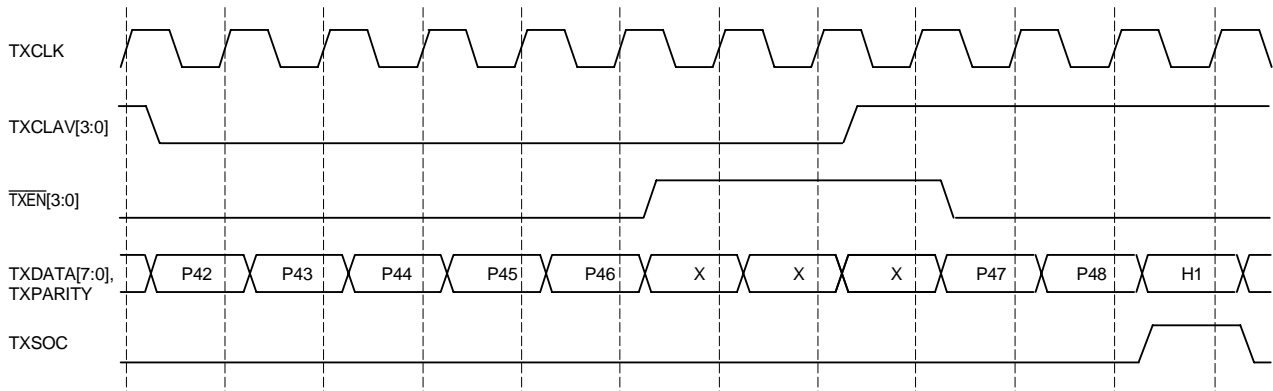 TXCLK
TXCLAV[3:0]
TXEN[3:0]
TXDATA[7:0], P42 P43 P44 P45 P46 X X X P47 P48 H1
TXPARITY
TXSOC